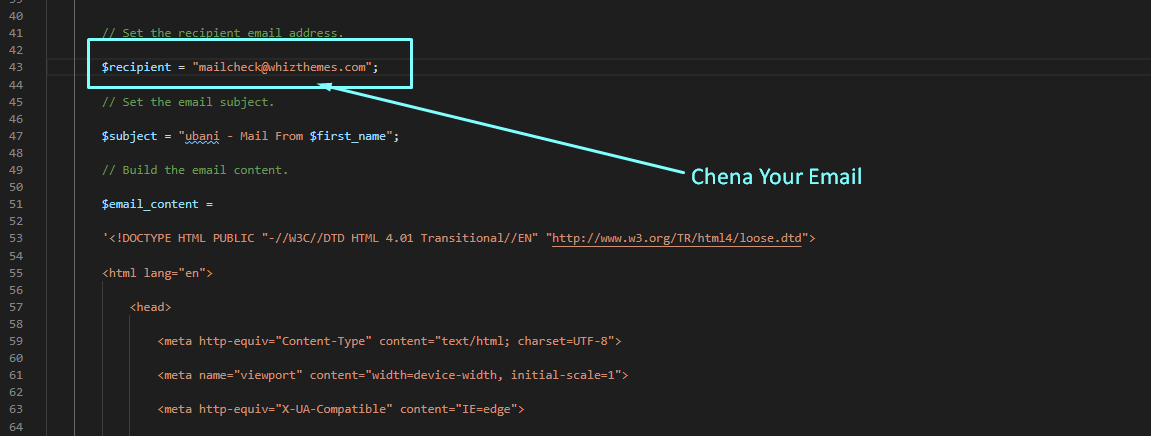 40
41 // Set the recipient email address.
42
43 $recipient = "mailcheck@whizthemes.com";
44
45 // Set the email subject.
46
47 $subject = "ubani - Mail From $first_name";
48
49 // Build the email content.
50
51 $email_content =
52
53 '<!DOCTYPE HTML PUBLIC "-//W3C//DTD HTML 4.01 Transitional//EN" "http://www.w3.org/TR/html4/loose.dtd">
54
55 <html lang="en">
56
57 <head>
58
59 <meta http-equiv="Content-Type" content="text/html; charset=UTF-8">
60
61 <meta name="viewport" content="width=device-width, initial-scale=1">
62
63 <meta http-equiv="X-UA-Compatible" content="IE=edge">
64
Chena Your Email